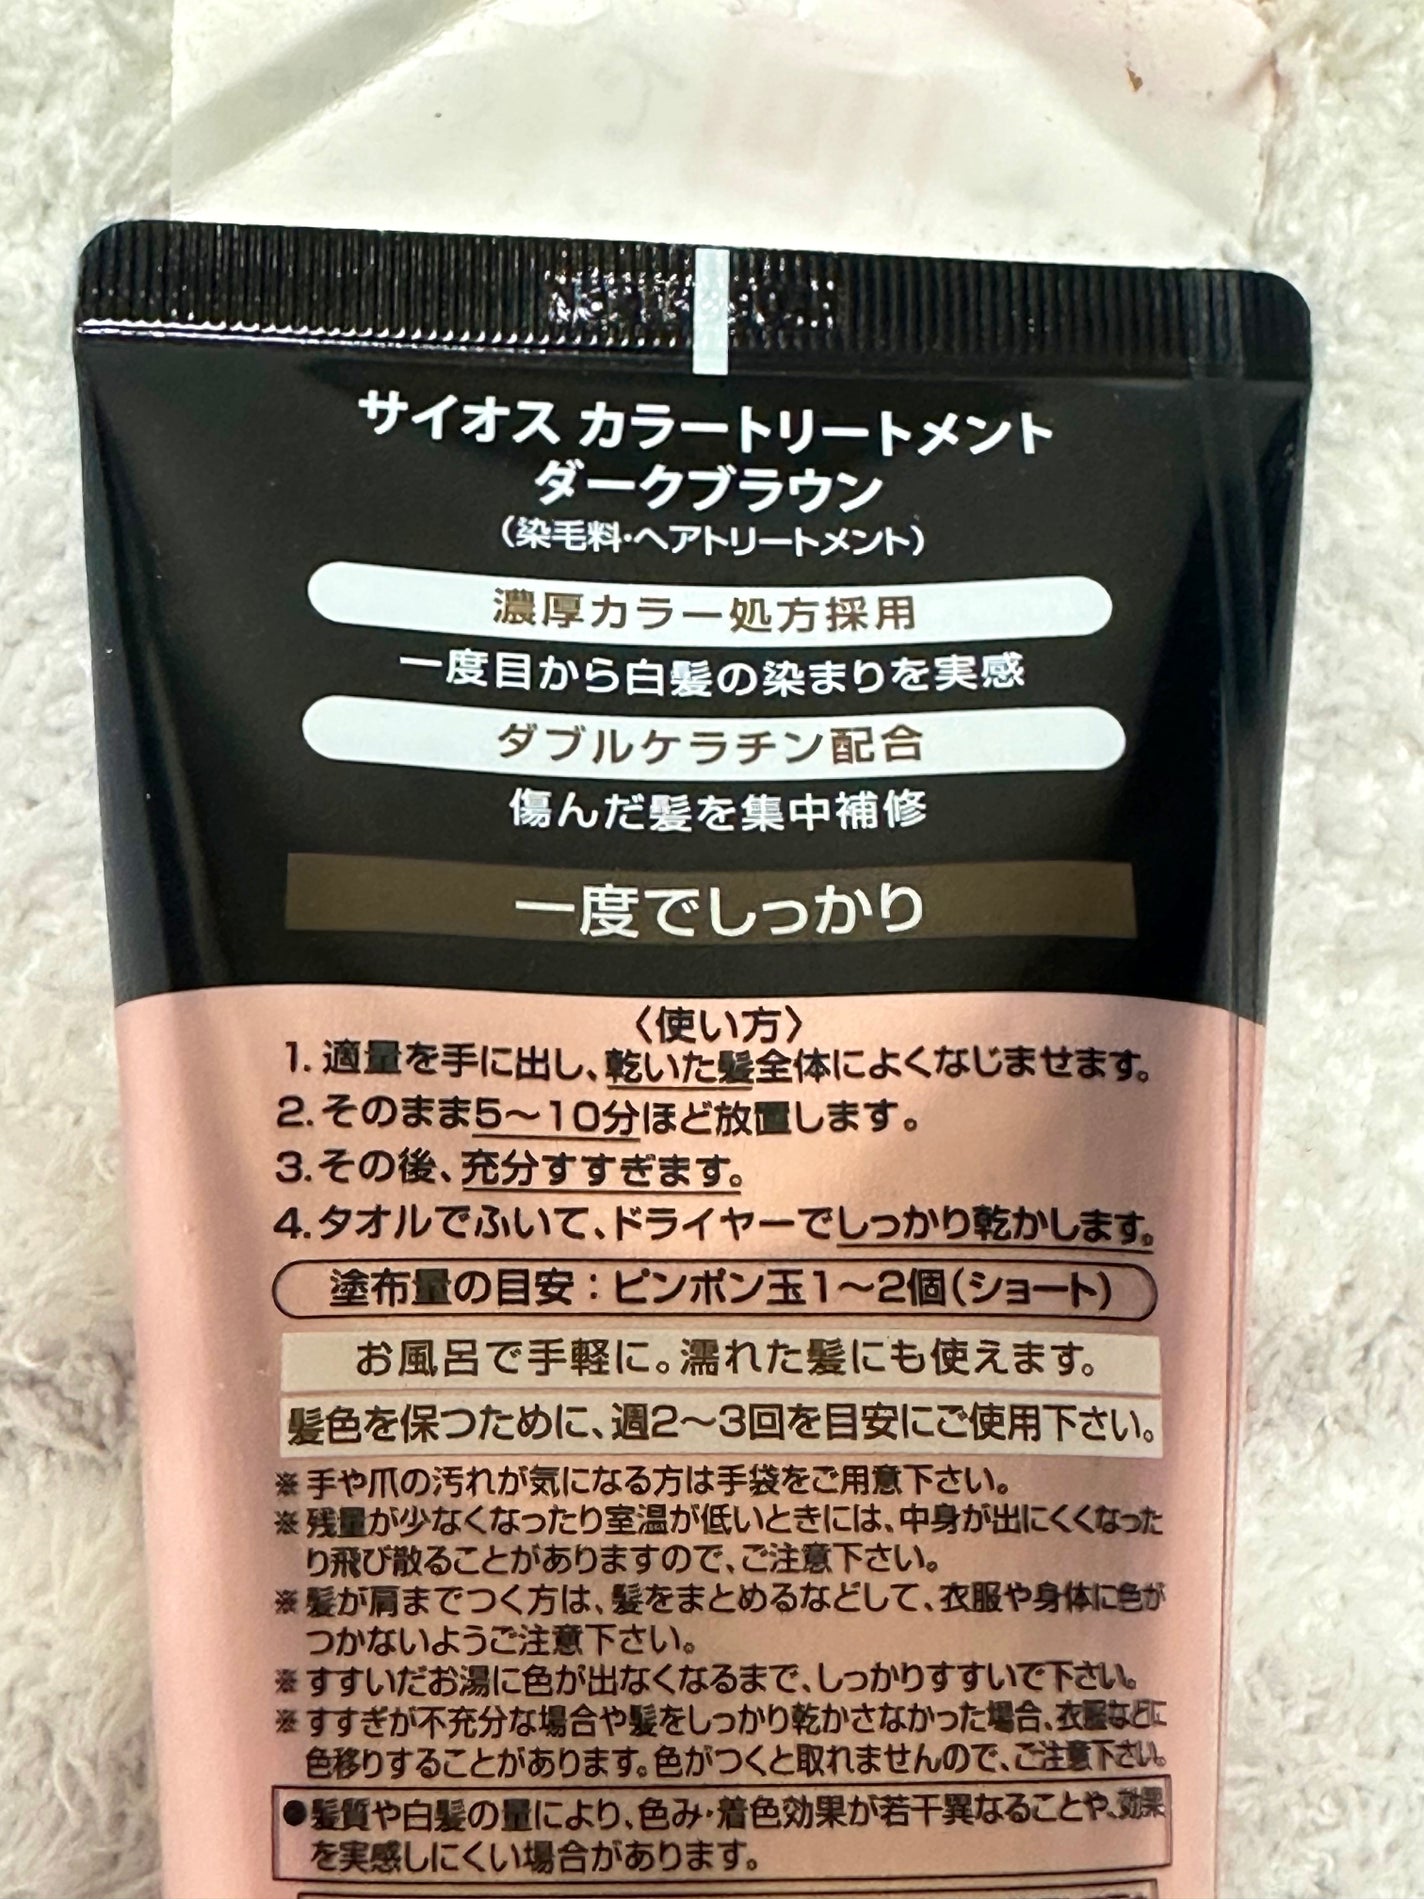 サイオス カラートリートメント
ダークブラウン
(染毛料・ヘアトリートメント)
濃厚カラー処方採用
一度目から白髪の染まりを実感
ダブルケラチン配合
傷んだ髪を集中補修
一度でしっかり
〈使い方〉
1. 適量を手に出し、乾いた髪全体によくなじませます。
2. そのまま5〜10分ほど放置します。
3. その後、充分すすぎます。
4. タオルでふいて、ドライヤーでしっかり乾かします。
塗布量の目安：ピンポン玉1〜2個(ショート)
お風呂で手軽に。濡れた髪にも使えます。
髪色を保つために、週2〜3回を目安にご使用下さい。
※手や爪の汚れが気になる方は手袋をご用意下さい。
※残量が少なくなったり室温が低いときには、中身が出にくくなった
り飛び散ることがありますので、ご注意下さい。
※髪が肩までつく方は、髪をまとめるなどして、衣服や身体に色が
つかないようご注意下さい。
※すすいだお湯に色が出なくなるまで、しっかりすすいで下さい。
※すすぎが不充分な場合や髪をしっかり乾かさなかった場合、衣服などに
色移りすることがあります。色がつくと取れませんので、ご注意下さい。
●髪質や白髪の量により、色み・着色効果が若干異なることや、効果
を実感しにくい場合があります。